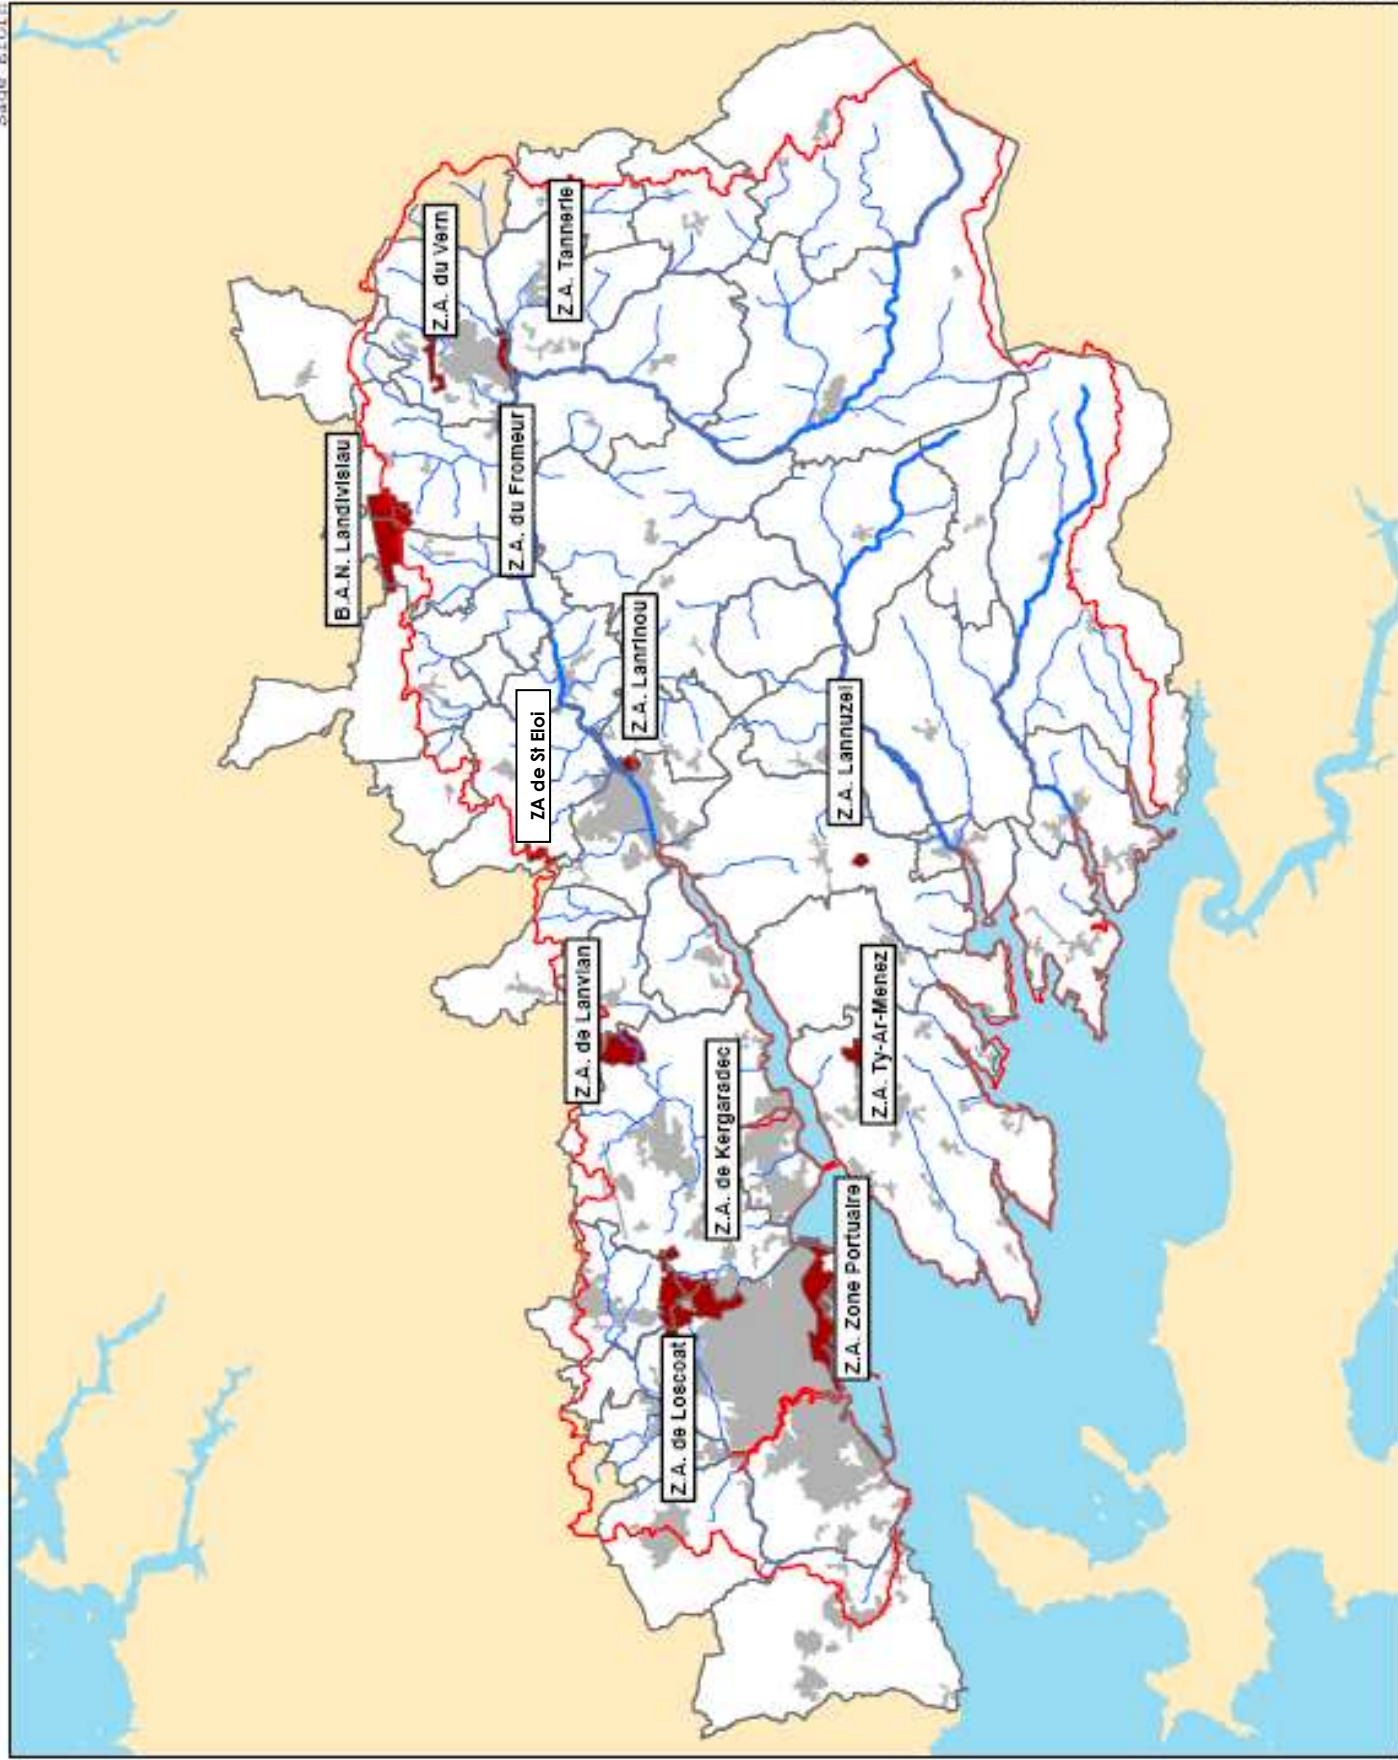 B.A.N. Landivisiau
Z.A. du Vern
Z.A. du Fromeur
Z.A. Tannerie
ZA de St Eloi
Z.A. Lanrinou
Z.A. de Lanvian
Z.A. de Loscoat
Z.A. de Kergaradec
Z.A. Lannuzel
Z.A. Zone Portuaire
Z.A. Ty-Ar-Menez